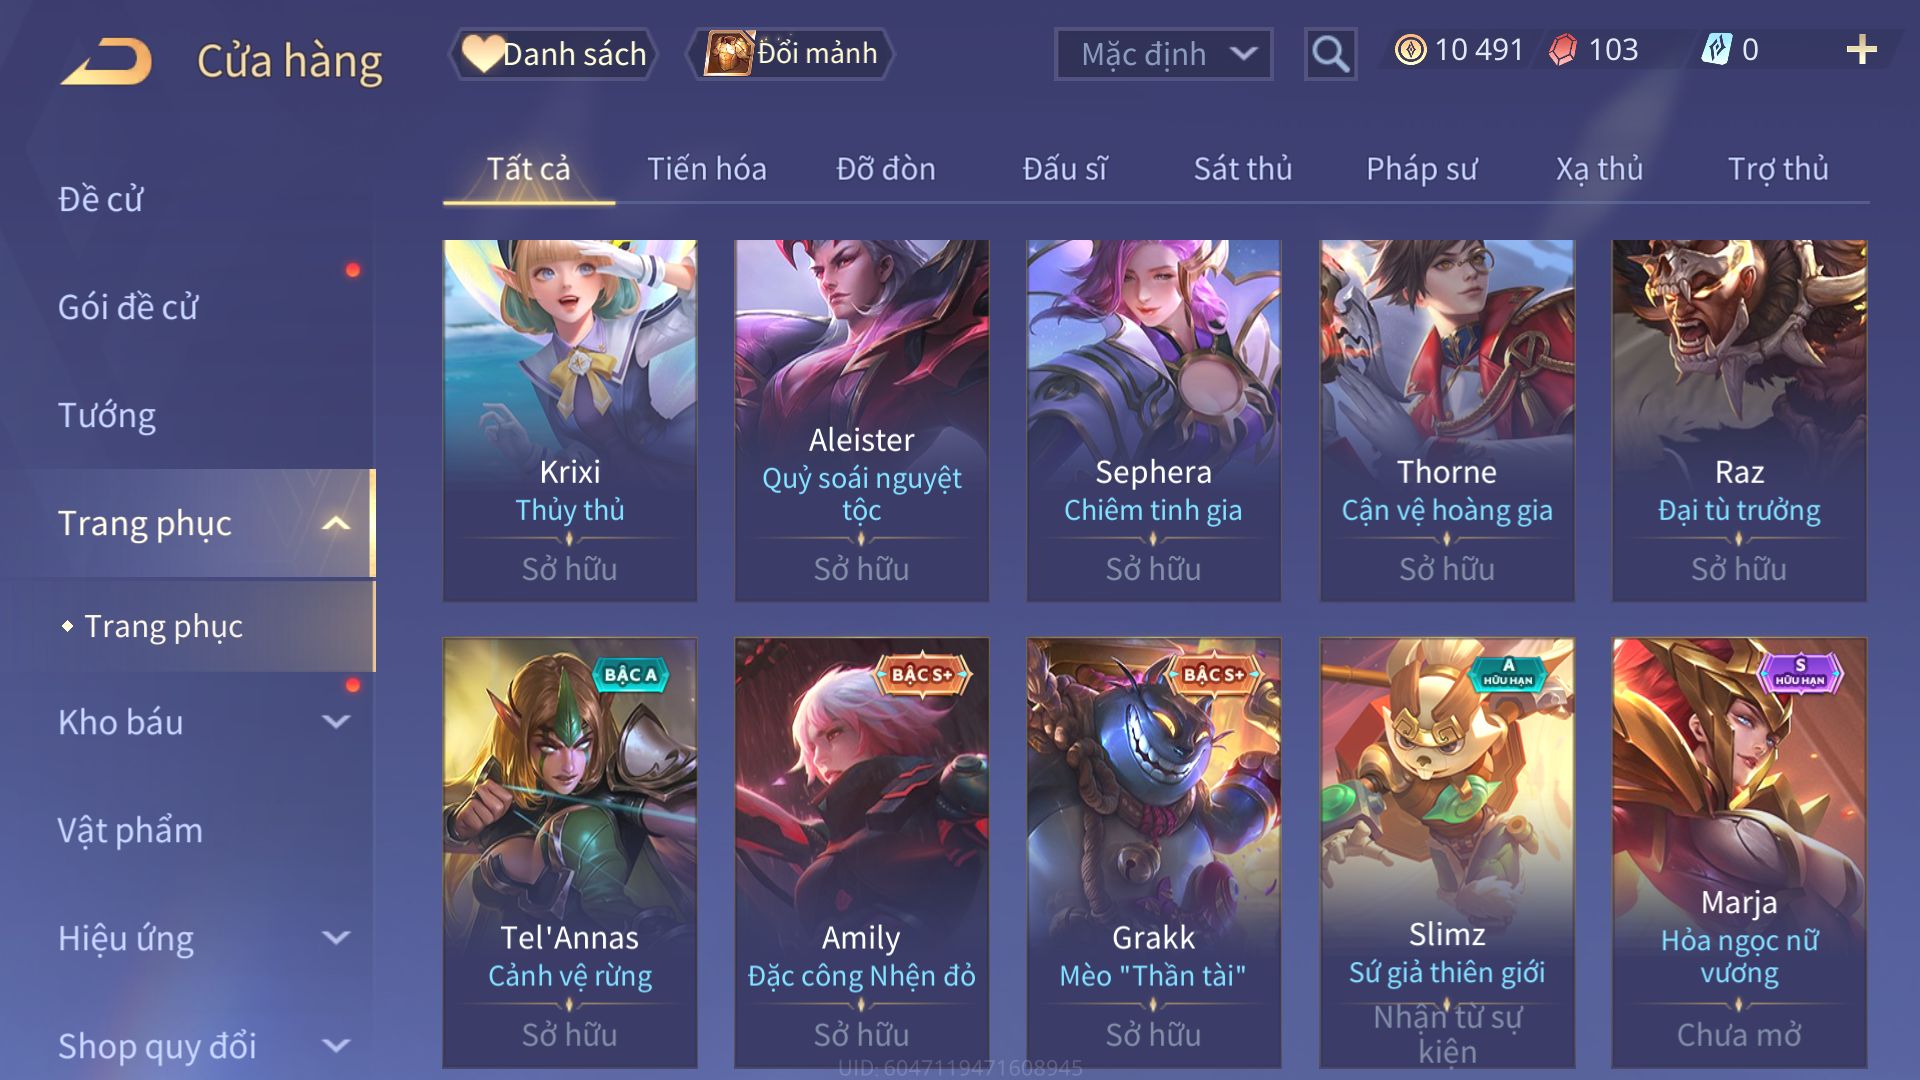 Cửa hàng
Danh sách
Đổi mảnh
Mặc định
10 491
103
0
Đề cử
Gói đề cử
Tướng
Trang phục
Trang phục
Kho báu
Vật phẩm
Hiệu ứng
Shop quy đổi
Tất cả
Tiến hóa
Đỡ đòn
Đấu sĩ
Sát thủ
Pháp sư
Xạ thủ
Trợ thủ
Krixi
Thủy thủ
Sở hữu
Aleister
Quỷ soái nguyệt
tộc
Sở hữu
Sephera
Chiêm tinh gia
Sở hữu
Thorne
Cận vệ hoàng gia
Sở hữu
Raz
Đại tù trưởng
Sở hữu
BẬC A
Tel'Annas
Cảnh vệ rừng
Sở hữu
BẬC S+
Amily
Đặc công Nhện đỏ
Sở hữu
BẬC S+
Grakk
Mèo "Thần tài"
Sở hữu
A
HỮU HẠN
Slimz
Sứ giả thiên giới
Nhận từ sự
kiện
S
HỮU HẠN
Marja
Hỏa ngọc nữ
vương
Chưa mở
UID: 6047119471608945